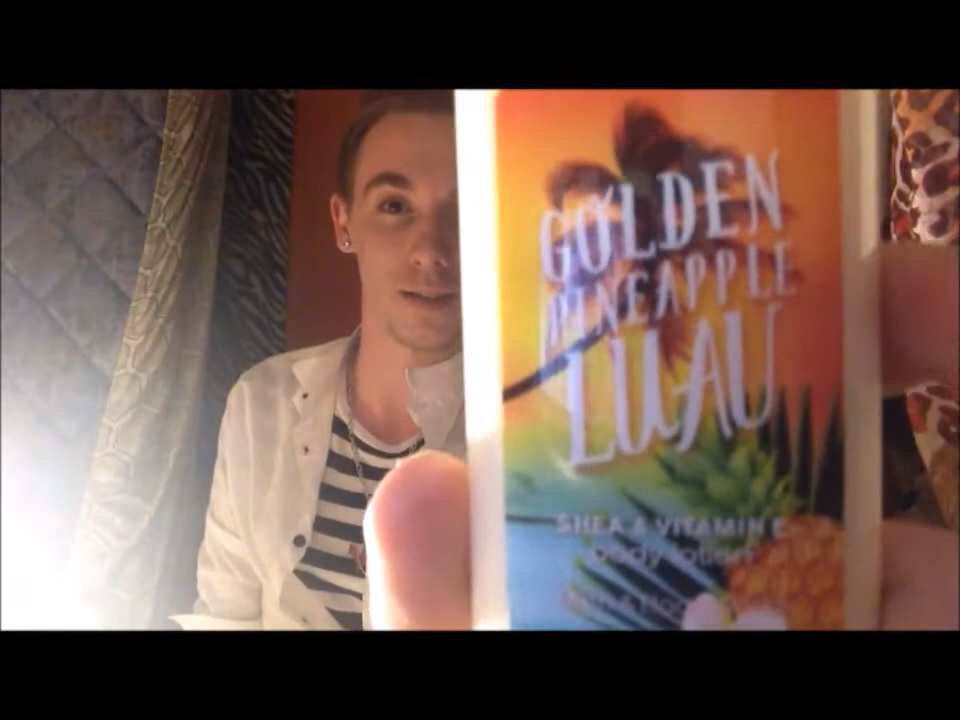 GOLDEN
PINEAPPLE
LUAU
SHEA & VITAMIN E
body lotion